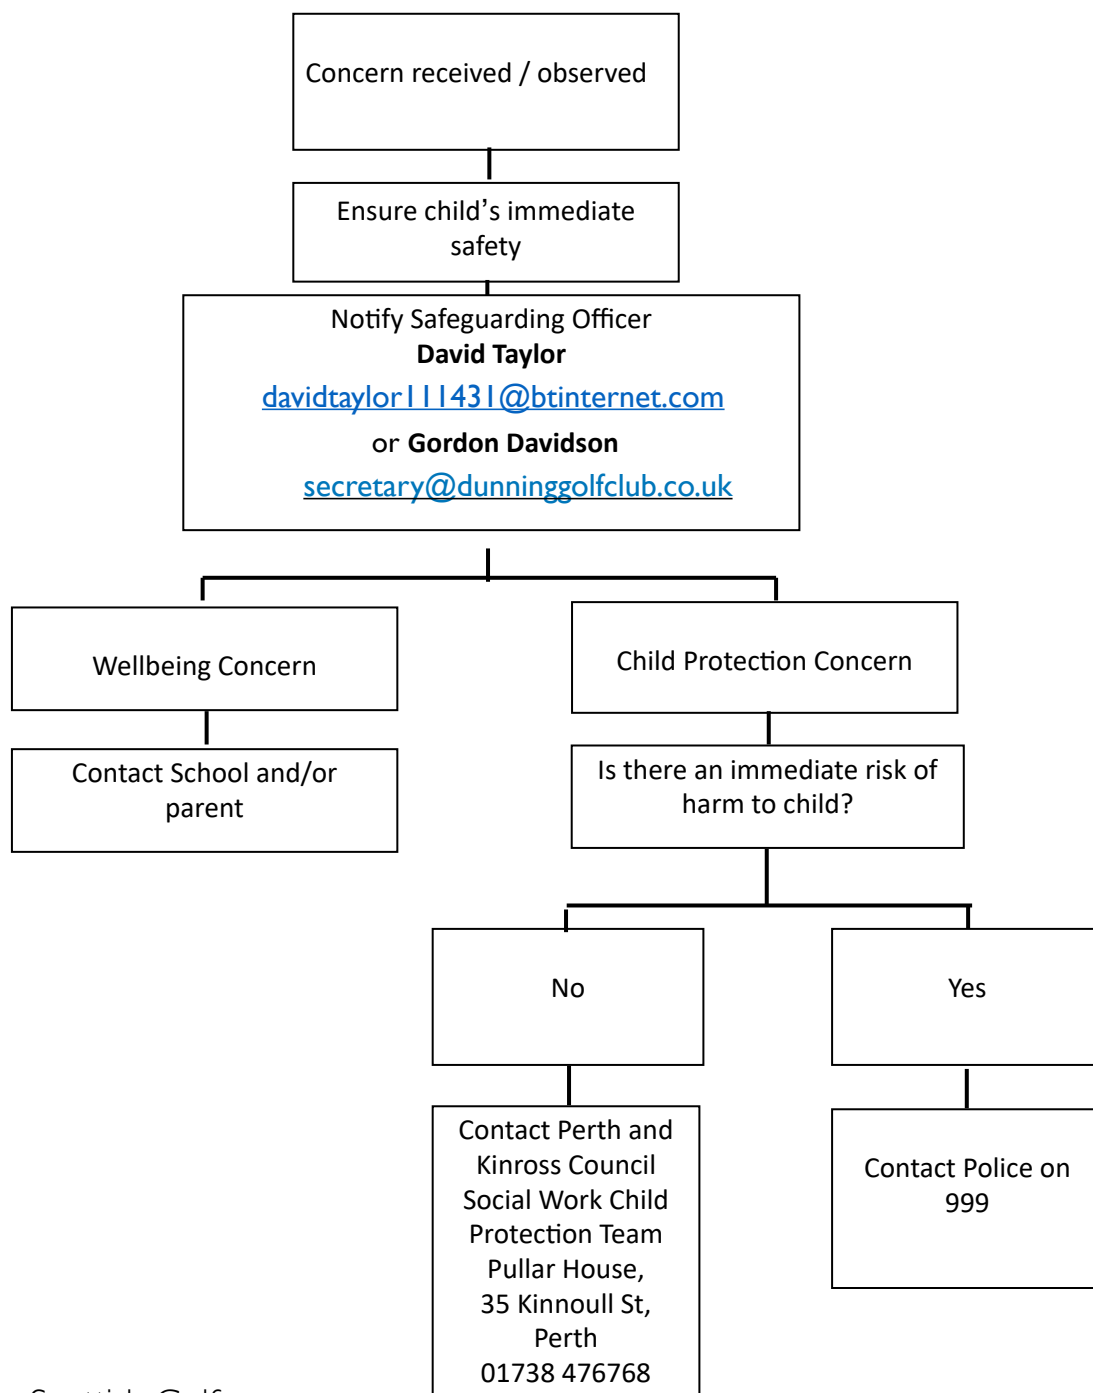 Concern received / observed
Ensure child's immediate
safety
Notify Safeguarding Officer
David Taylor
davidtaylor111431@btinternet.com
or Gordon Davidson
secretary@dunninggolfclub.co.uk
Wellbeing Concern
Contact School and/or
parent
Child Protection Concern
Is there an immediate risk of
harm to child?
No
Yes
Contact Perth and
Kinross Council
Social Work Child
Protection Team
Pullar House,
35 Kinnoull St,
Perth
01738 476768
Contact Police on
999
Scottish Golf